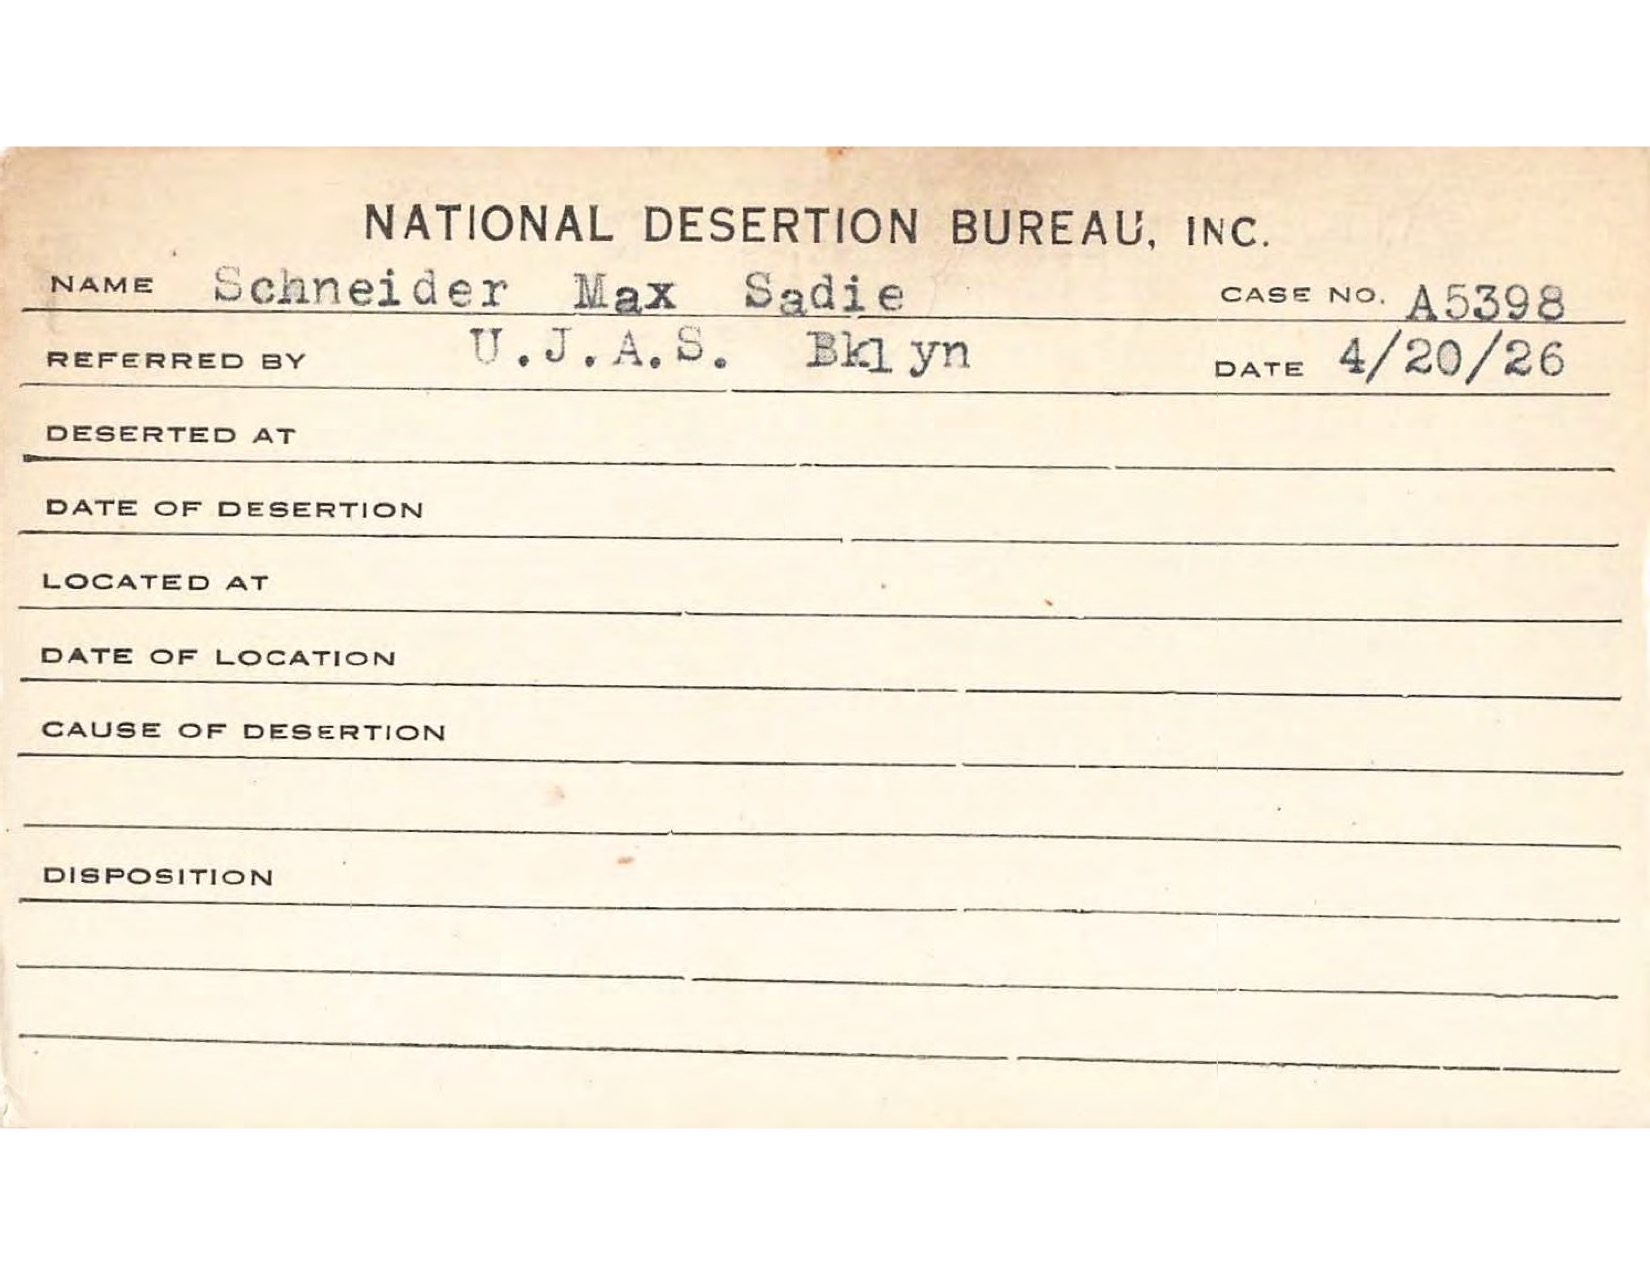 NATIONAL DESERTION BUREAU, INC.
NAME Schneider Max Sadie CASE NO. A5398
REFERRED BY U.J.A.S. Bklyn DATE 4/20/26
DESERTED AT
DATE OF DESERTION
LOCATED AT
DATE OF LOCATION
CAUSE OF DESERTION
DISPOSITION